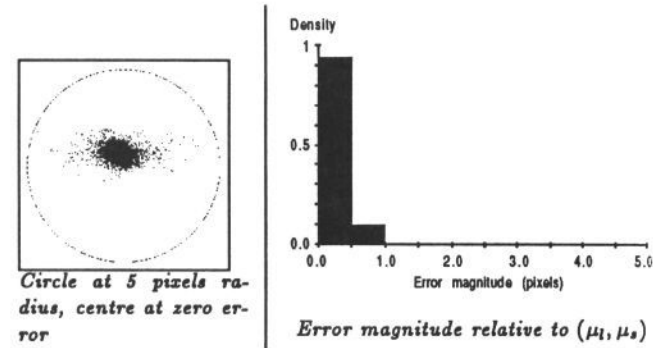 Circle at 5 pixels ra-
dius, centre at zero er-
ror
Density
1
0.5
0.0
0.0 1.0 2.0 3.0 4.0 5.0
Error magnitude (pixels)
Error magnitude relative to (μl, μs)